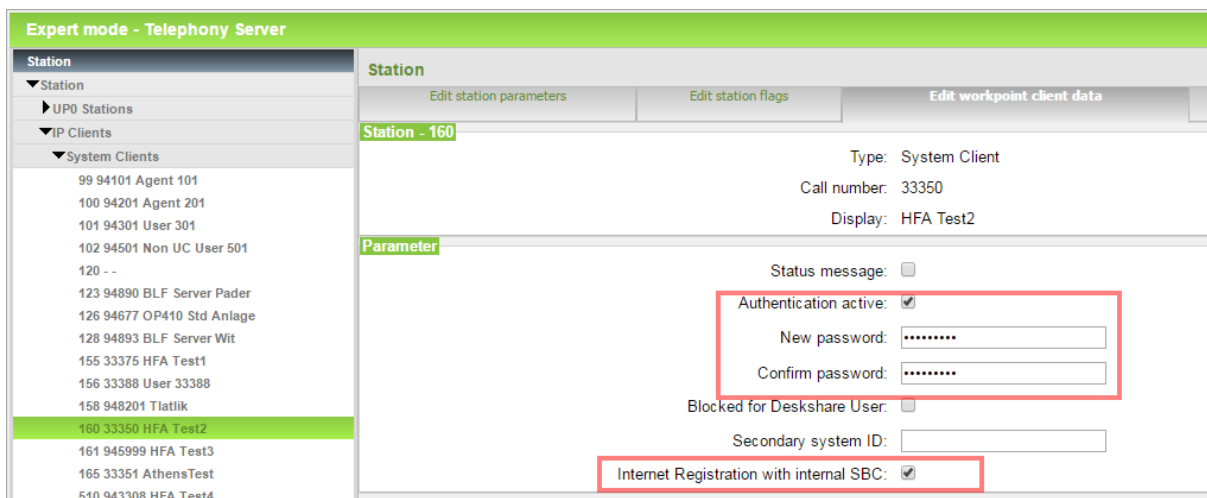 Expert mode - Telephony Server
Station
Station
UP0 Stations
IP Clients
System Clients
99 94101 Agent 101
100 94201 Agent 201
101 94301 User 301
102 94501 Non UC User 501
120 - -
123 94890 BLF Server Pader
126 94677 OP410 Std Anlage
128 94893 BLF Server Wit
155 33375 HFA Test1
156 33388 User 33388
158 948201 Tlatlik
160 33350 HFA Test2
161 945999 HFA Test3
165 33351 AthensTest
510 943308 HFA Test4
Station
Edit station parameters
Edit station flags
Edit workpoint client data
Station - 160
Type: System Client
Call number: 33350
Display: HFA Test2
Parameter
Status message:
Authentication active:
New password: •••••••••
Confirm password: •••••••••
Blocked for Deskshare User:
Secondary system ID:
Internet Registration with internal SBC: